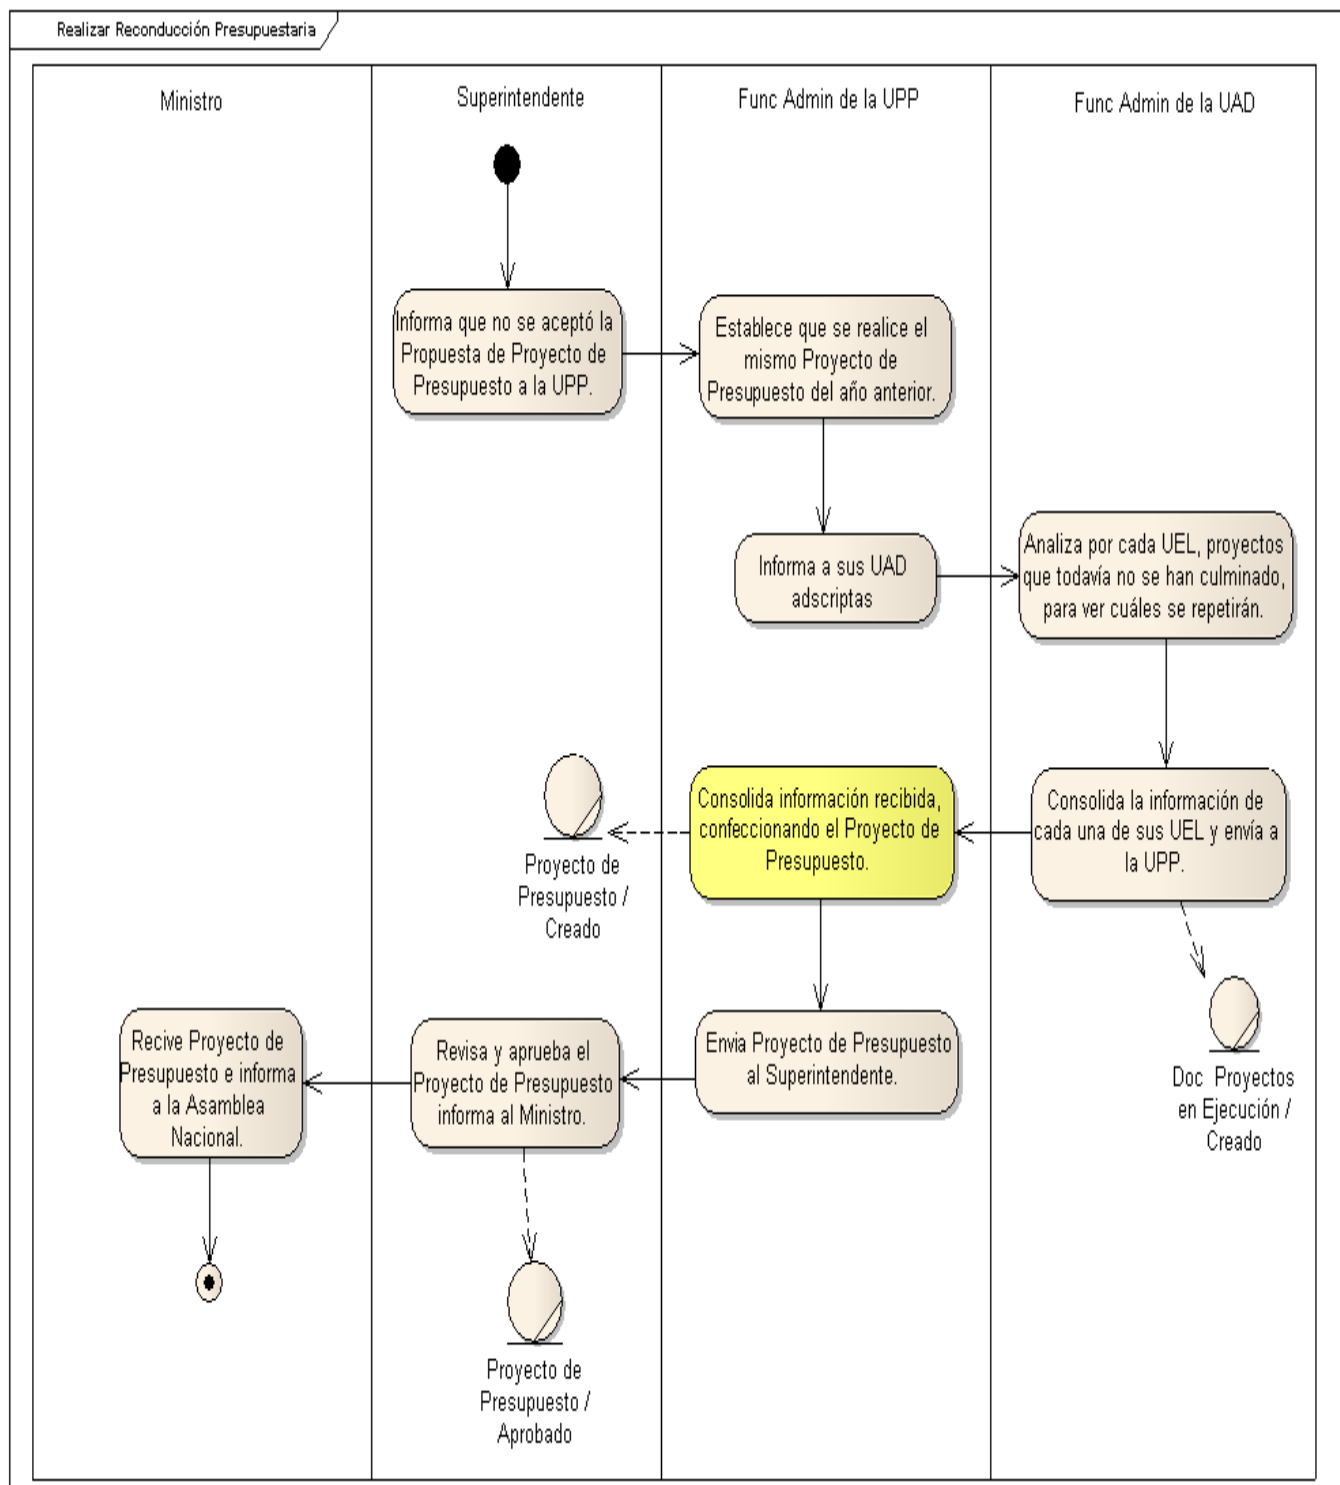 Realizar Reconducción Presupuestaria
Ministro
Superintendente
Func Admin de la UPP
Func Admin de la UAD
Informa que no se aceptó la
Propuesta de Proyecto de
Presupuesto a la UPP.
Establece que se realice el
mismo Proyecto de
Presupuesto del año anterior.
Informa a sus UAD
adscriptas
Analiza por cada UEL, proyectos
que todavía no se han culminado,
para ver cuáles se repetirán.
Consolida la información de
cada una de sus UEL y envía a
la UPP.
Consolida información recibida,
confeccionando el Proyecto de
Presupuesto.
Proyecto de
Presupuesto /
Creado
Doc  Proyectos
en Ejecución /
Creado
Envia Proyecto de Presupuesto
al Superintendente.
Revisa y aprueba el
Proyecto de Presupuesto
informa al Ministro.
Recive Proyecto de
Presupuesto e informa
a la Asamblea
Nacional.
Proyecto de
Presupuesto /
Aprobado